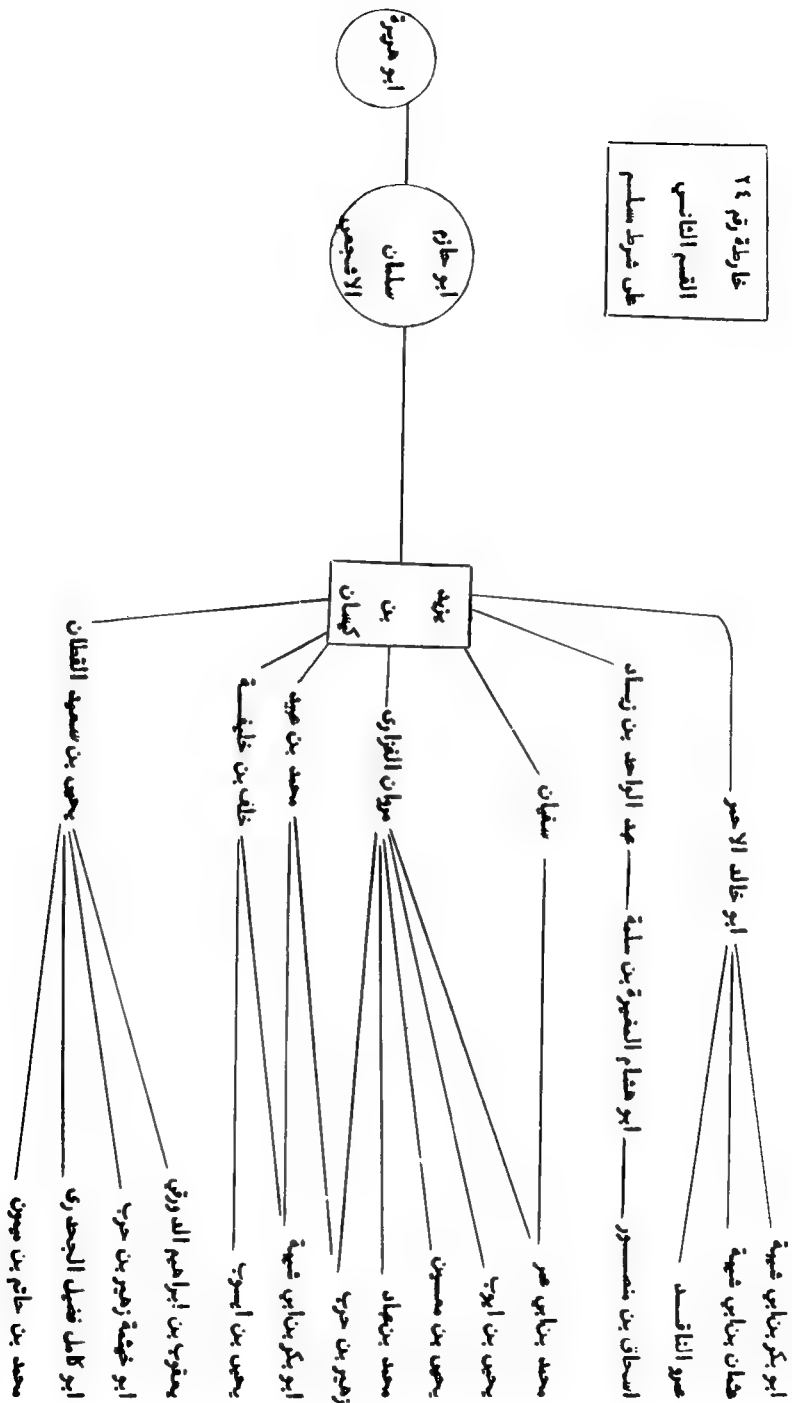 خارطة رقم ٢٤
القسم الثاني
على شرط مسلم
ابو هريرة
ابو حازم
سلمان
الاشجعي
يزيد
بن
كيسان
ابو خالد الاحمر
عبد الواحد بن زياد
ابو هشام المغيرة بن سلمة
سفيان
مروان الفزارى
محمد بن عبيد
خلف بن خليفة
يحيى بن سعيد القطان
ابو بكر بن ابي شيبة
عثمان بن ابي شيبة
عمرو الناقد
اسحاق بن منصور
محمد بن ابي عمر
يحيى بن ايوب
يحيى بن معين
محمد بن عباد
زهير بن حرب
ابو بكر بن ابي شيبة
يحيى بن ايوب
يعقوب بن ابراهيم الدورقي
ابو خيثمة زهير بن حرب
ابو كامل فضيل الجحدرى
محمد بن حاتم بن ميمون